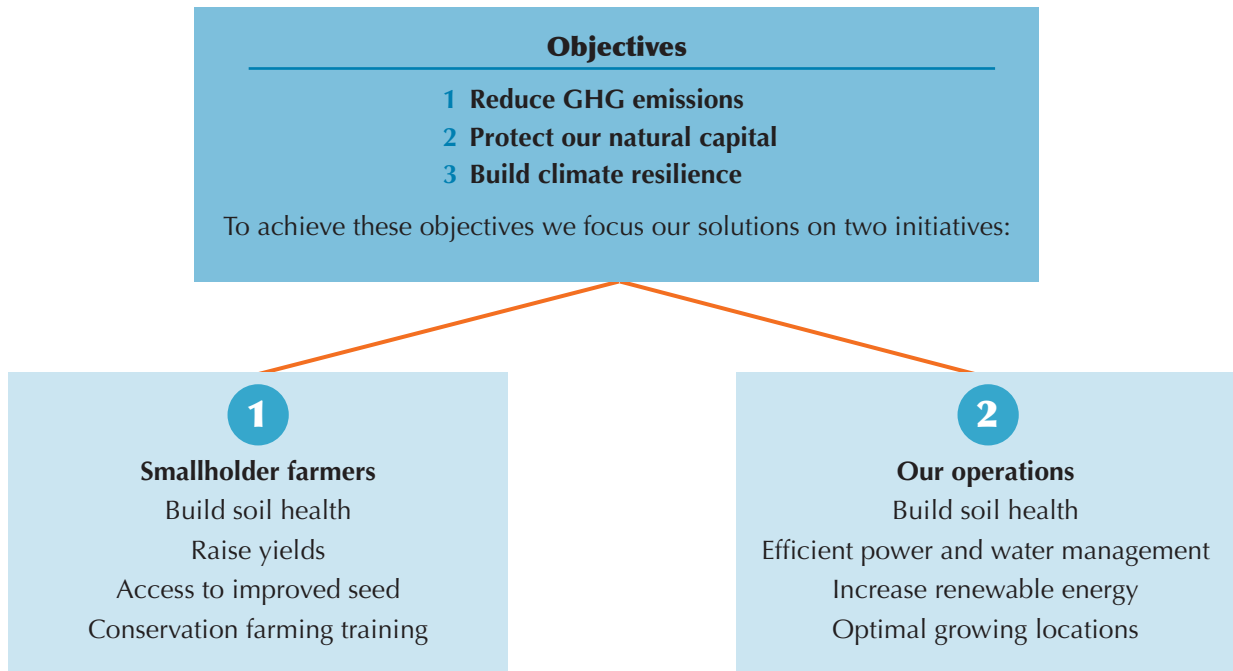 Objectives
1 Reduce GHG emissions
2 Protect our natural capital
3 Build climate resilience
To achieve these objectives we focus our solutions on two initiatives:
1
Smallholder farmers
Build soil health
Raise yields
Access to improved seed
Conservation farming training
2
Our operations
Build soil health
Efficient power and water management
Increase renewable energy
Optimal growing locations